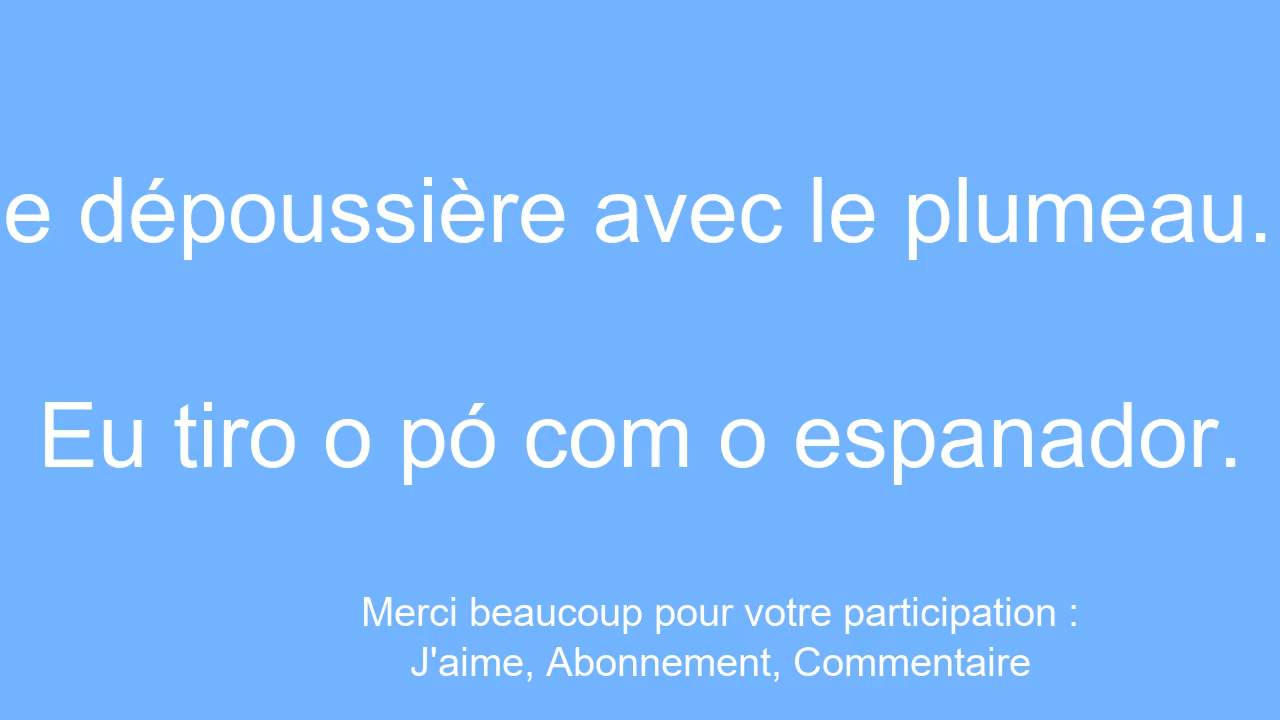 e dépoussière avec le plumeau.
Eu tiro o pó com o espanador.
Merci beaucoup pour votre participation :
J'aime, Abonnement, Commentaire